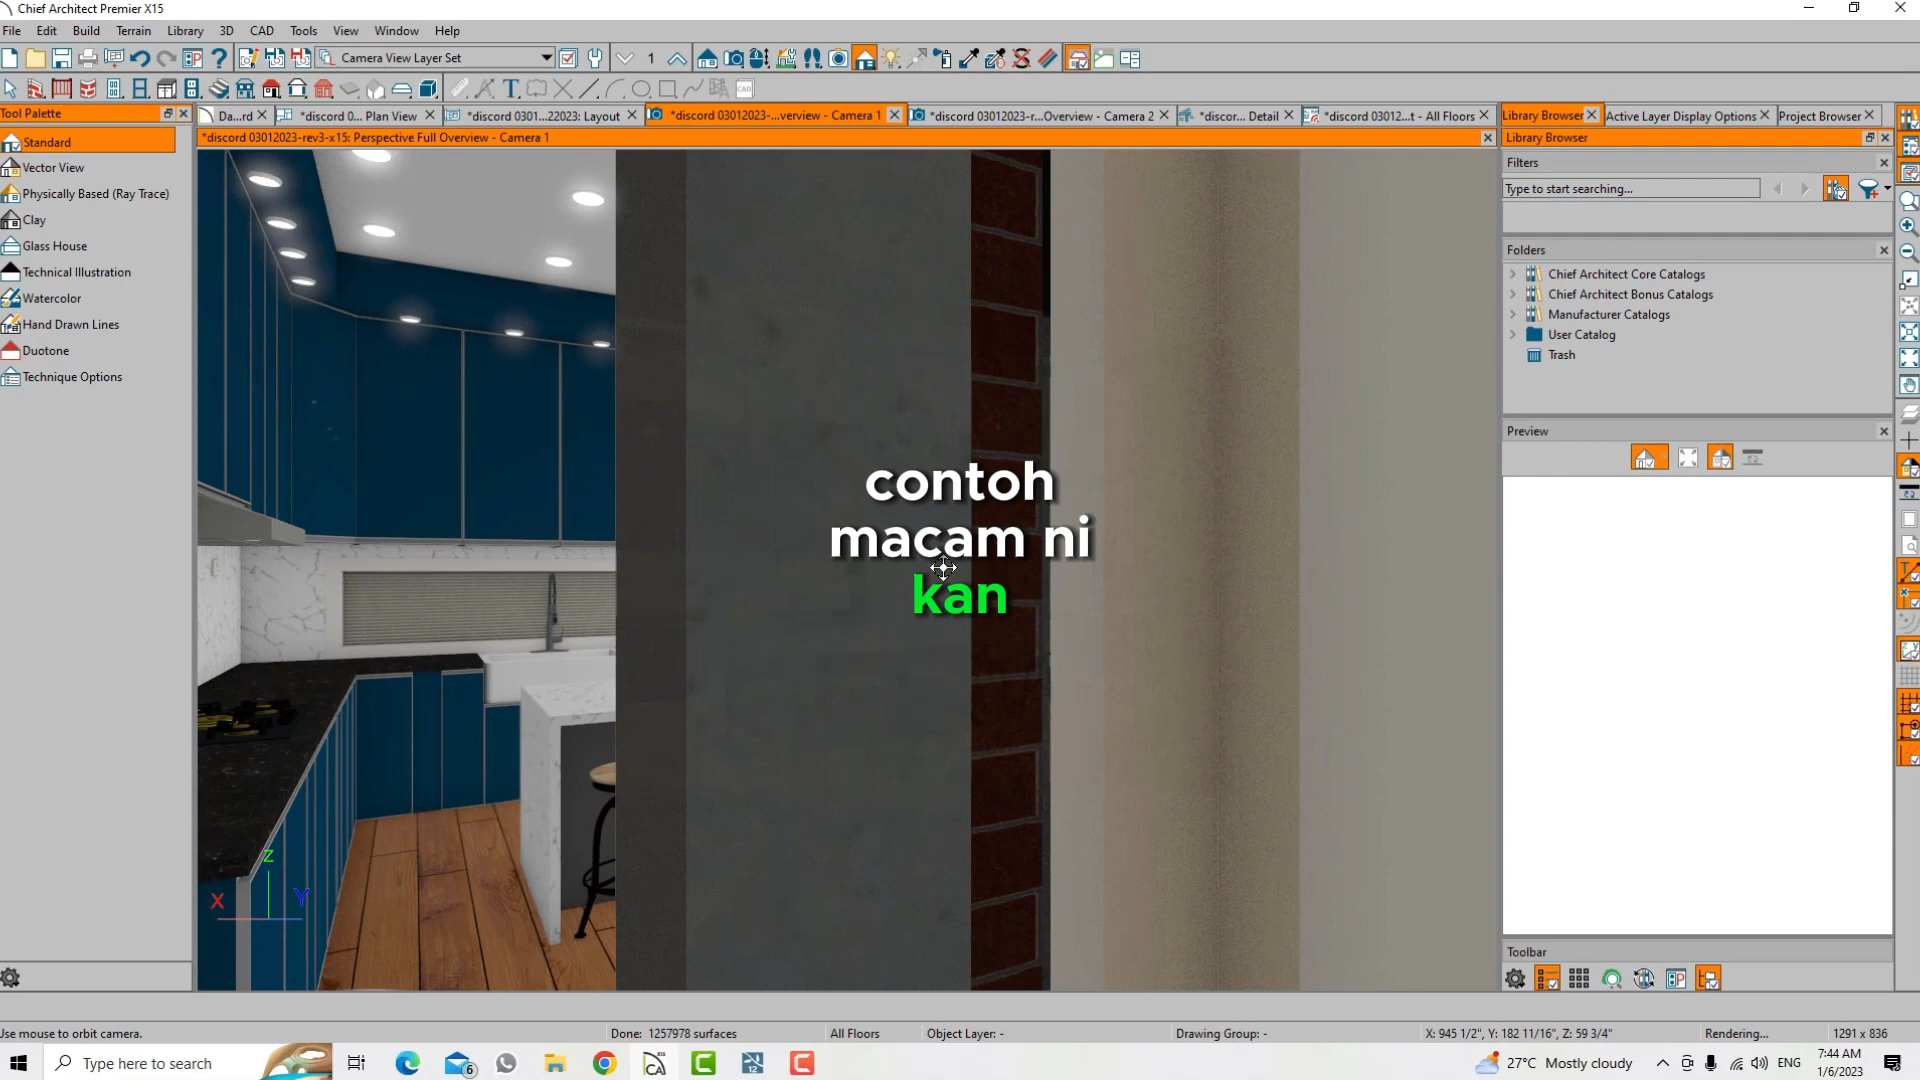 Chief Architect Premier X15
File Edit Build Terrain Library 3D CAD Tools View Window Help
Camera View Layer Set 1
Tool Palette
Da...rd *discord 0... Plan View *discord 0301...22023: Layout *discord 03012023-...verview - Camera 1 *discord 03012023-r...Overview - Camera 2 *discor... Detail *discord 03012...t - All Floors
Library Browser Active Layer Display Options Project Browser
*discord 03012023-rev3-x15: Perspective Full Overview - Camera 1
Library Browser
Standard
Vector View
Physically Based (Ray Trace)
Clay
Glass House
Technical Illustration
Watercolor
Hand Drawn Lines
Duotone
Technique Options
Filters
Type to start searching...
Folders
Chief Architect Core Catalogs
Chief Architect Bonus Catalogs
Manufacturer Catalogs
User Catalog
Trash
Preview
contoh
macam ni
kan
Z
X Y
Toolbar
Use mouse to orbit camera. Done: 1257978 surfaces All Floors Object Layer: - Drawing Group: - X: 945 1/2", Y: 182 11/16", Z: 59 3/4" Rendering... 1291 x 836
Type here to search 6 CA 12 27°C Mostly cloudy ENG 7:44 AM
1/6/2023